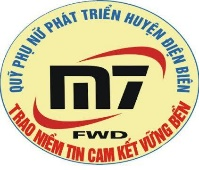 QUỸ PHỤ NỮ PHÁT TRIỂN HUYỆN ĐIỆN BIÊN
M7
FWD
TRAO NIỀM TIN CAM KẾT VỮNG BỀN